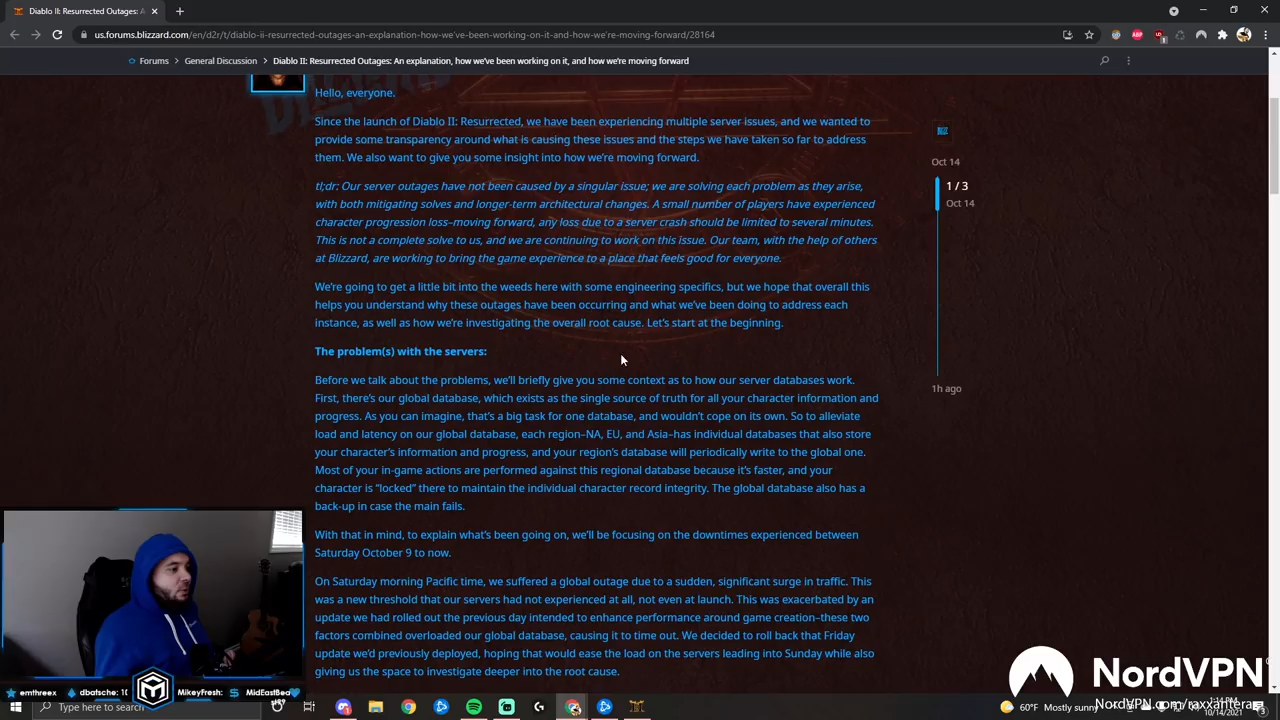 Diablo II: Resurrected Outages: A
us.forums.blizzard.com/en/d2r/t/diablo-ii-resurrected-outages-an-explanation-how-we've-been-working-on-it-and-how-we're-moving-forward/28164
Forums > General Discussion > Diablo II: Resurrected Outages: An explanation, how we've been working on it, and how we're moving forward
Hello, everyone.
Since the launch of Diablo II: Resurrected, we have been experiencing multiple server issues, and we wanted to
provide some transparency around what is causing these issues and the steps we have taken so far to address
them. We also want to give you some insight into how we're moving forward.
tl;dr: Our server outages have not been caused by a singular issue; we are solving each problem as they arise,
with both mitigating solves and longer-term architectural changes. A small number of players have experienced
character progression loss–moving forward, any loss due to a server crash should be limited to several minutes.
This is not a complete solve to us, and we are continuing to work on this issue. Our team, with the help of others
at Blizzard, are working to bring the game experience to a place that feels good for everyone.
We're going to get a little bit into the weeds here with some engineering specifics, but we hope that overall this
helps you understand why these outages have been occurring and what we've been doing to address each
instance, as well as how we're investigating the overall root cause. Let's start at the beginning.
The problem(s) with the servers:
Before we talk about the problems, we'll briefly give you some context as to how our server databases work.
First, there's our global database, which exists as the single source of truth for all your character information and
progress. As you can imagine, that's a big task for one database, and wouldn't cope on its own. So to alleviate
load and latency on our global database, each region–NA, EU, and Asia–has individual databases that also store
your character's information and progress, and your region's database will periodically write to the global one.
Most of your in-game actions are performed against this regional database because it's faster, and your
character is "locked" there to maintain the individual character record integrity. The global database also has a
back-up in case the main fails.
With that in mind, to explain what's been going on, we'll be focusing on the downtimes experienced between
Saturday October 9 to now.
On Saturday morning Pacific time, we suffered a global outage due to a sudden, significant surge in traffic. This
was a new threshold that our servers had not experienced at all, not even at launch. This was exacerbated by an
update we had rolled out the previous day intended to enhance performance around game creation–these two
factors combined overloaded our global database, causing it to time out. We decided to roll back that Friday
update we'd previously deployed, hoping that would ease the load on the servers leading into Sunday while also
giving us the space to investigate deeper into the root cause.
Oct 14
1 / 3
Oct 14
1h ago
emthreex
dbatsche: 10
MikeyFresh:
MidEastBea
Type here to search
60°F Mostly sunny
1:14 PM
10/14/2021
NordVPN
NordVPN.com/raxxanterax